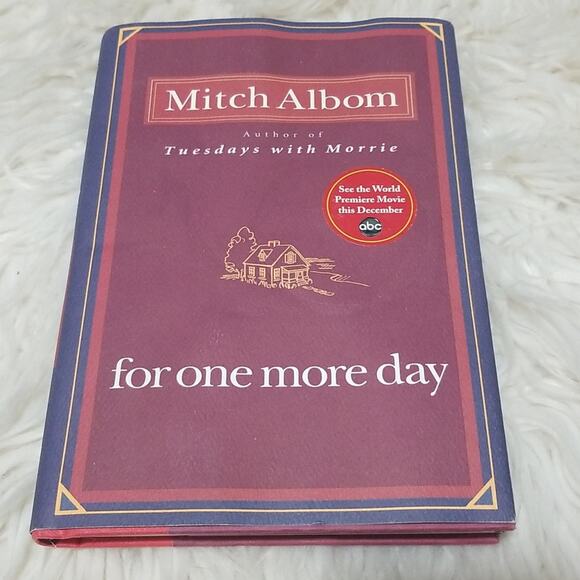 Mitch Albom
Author of
Tuesdays with Morrie
See the World
Premiere Movie
this December
abc
for one more day